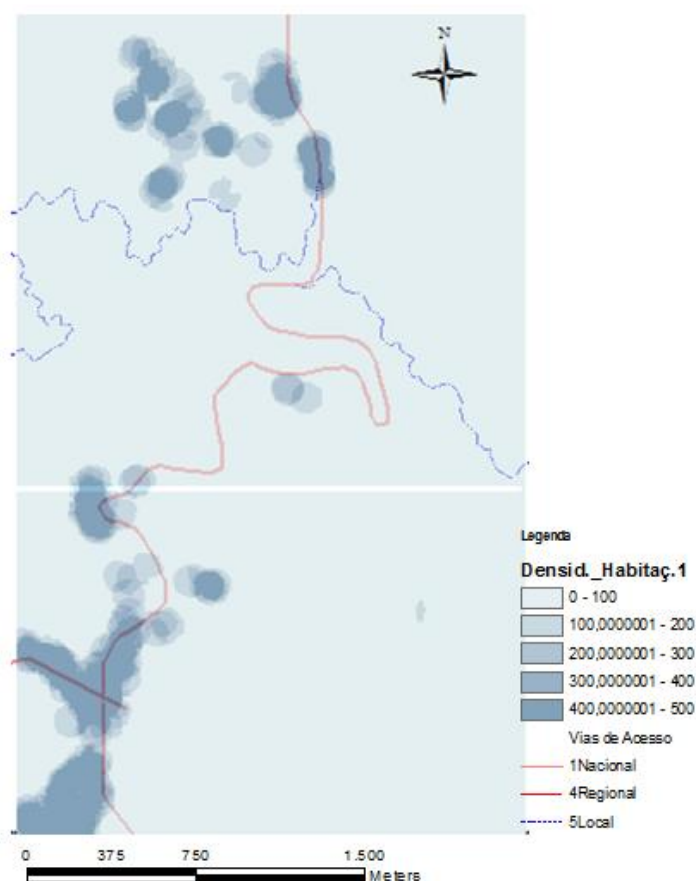 N
Legenda
Densid._Habitaç.1
0 - 100
100,0000001 - 200
200,0000001 - 300
300,0000001 - 400
400,0000001 - 500
Vias de Acesso
1Nacional
4Regional
5Local
0 375 750 1.500
Meters